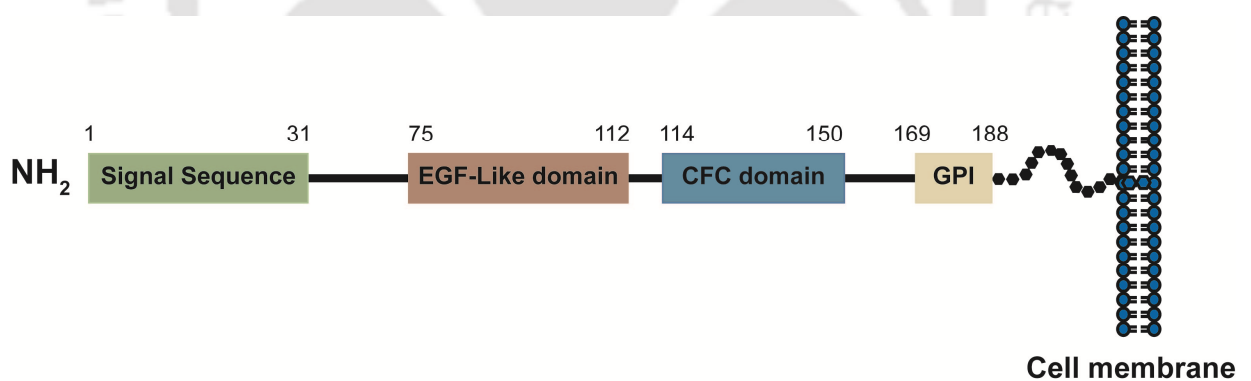 1 31 75 112 114 150 169 188
NH2 Signal Sequence EGF-Like domain CFC domain GPI
Cell membrane